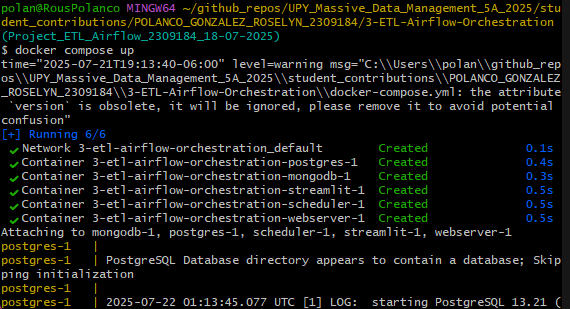 polan@RousPolanco MINGW64 ~/github_repos/UPY_Massive_Data_Management_5A_2025/stu
dent_contributions/POLANCO_GONZALEZ_ROSELYN_2309184/3-ETL-Airflow-Orchestration
(Project_ETL_Airflow_2309184_18-07-2025)
$ docker compose up
time="2025-07-21T19:13:40-06:00" level=warning msg="C:\\Users\\polan\\github_rep
os\\UPY_Massive_Data_Management_5A_2025\\student_contributions\\POLANCO_GONZALEZ
_ROSELYN_2309184\\3-ETL-Airflow-Orchestration\\docker-compose.yml: the attribute
 `version` is obsolete, it will be ignored, please remove it to avoid potential
confusion"
[+] Running 6/6
✔ Network 3-etl-airflow-orchestration_default Created 0.1s
✔ Container 3-etl-airflow-orchestration-postgres-1 Created 0.4s
✔ Container 3-etl-airflow-orchestration-mongodb-1 Created 0.3s
✔ Container 3-etl-airflow-orchestration-streamlit-1 Created 0.5s
✔ Container 3-etl-airflow-orchestration-scheduler-1 Created 0.5s
✔ Container 3-etl-airflow-orchestration-webserver-1 Created 0.5s
Attaching to mongodb-1, postgres-1, scheduler-1, streamlit-1, webserver-1
postgres-1 |
postgres-1 | PostgreSQL Database directory appears to contain a database; Skip
ping initialization
postgres-1 |
postgres-1 | 2025-07-22 01:13:45.077 UTC [1] LOG: starting PostgreSQL 13.21 (